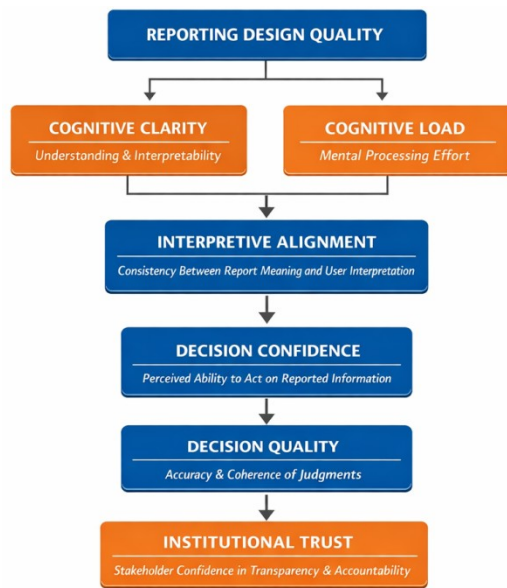 REPORTING DESIGN QUALITY
COGNITIVE CLARITY
Understanding & Interpretability
COGNITIVE LOAD
Mental Processing Effort
INTERPRETIVE ALIGNMENT
Consistency Between Report Meaning and User Interpretation
DECISION CONFIDENCE
Perceived Ability to Act on Reported Information
DECISION QUALITY
Accuracy & Coherence of Judgments
INSTITUTIONAL TRUST
Stakeholder Confidence in Transparency & Accountability